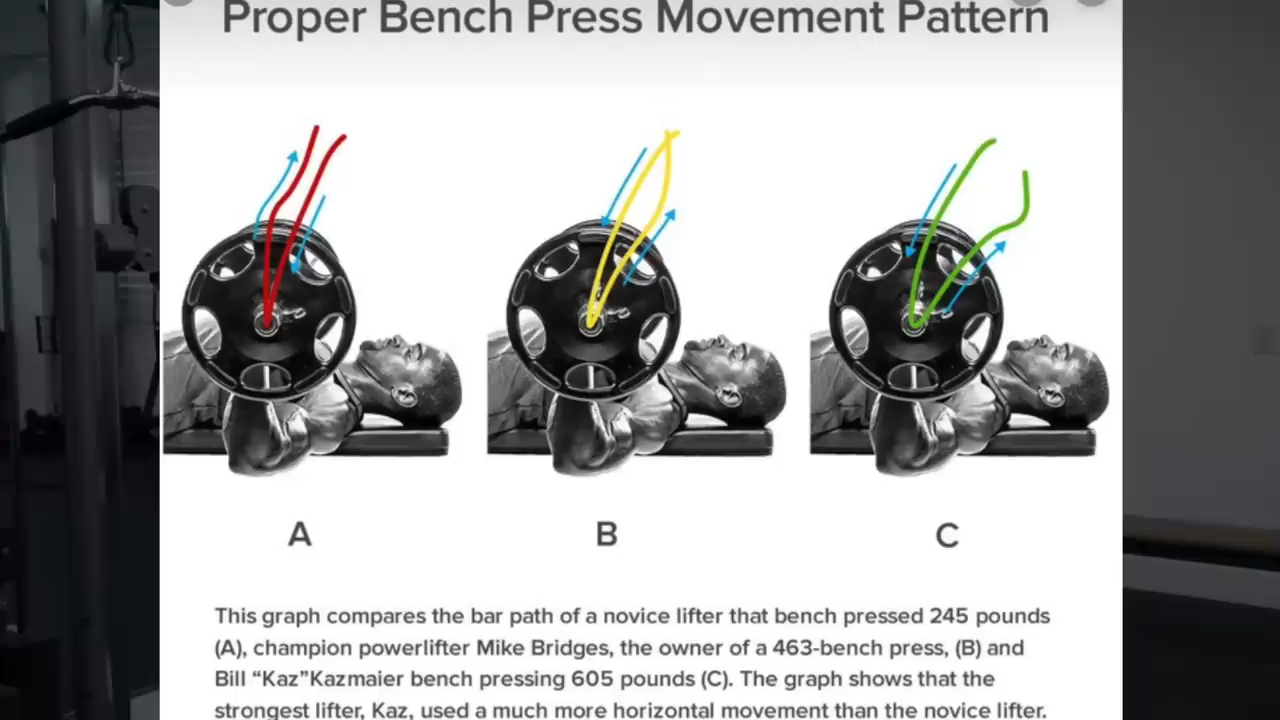 Proper Bench Press Movement Pattern
A
B
C
This graph compares the bar path of a novice lifter that bench pressed 245 pounds
(A), champion powerlifter Mike Bridges, the owner of a 463-bench press, (B) and
Bill “Kaz”Kazmaier bench pressing 605 pounds (C). The graph shows that the
strongest lifter, Kaz, used a much more horizontal movement than the novice lifter.